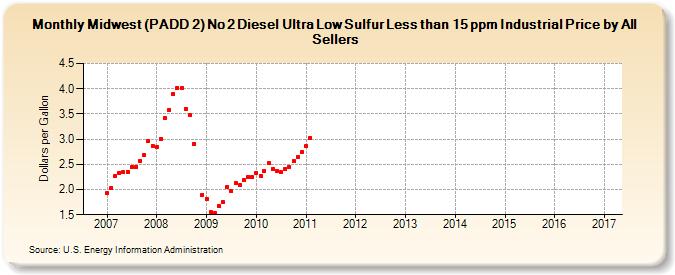 Monthly Midwest (PADD 2) No 2 Diesel Ultra Low Sulfur Less than 15 ppm Industrial Price by All
Sellers
Dollars per Gallon
4.5
4.0
3.5
3.0
2.5
2.0
1.5
2007 2008 2009 2010 2011 2012 2013 2014 2015 2016 2017
Source: U.S. Energy Information Administration